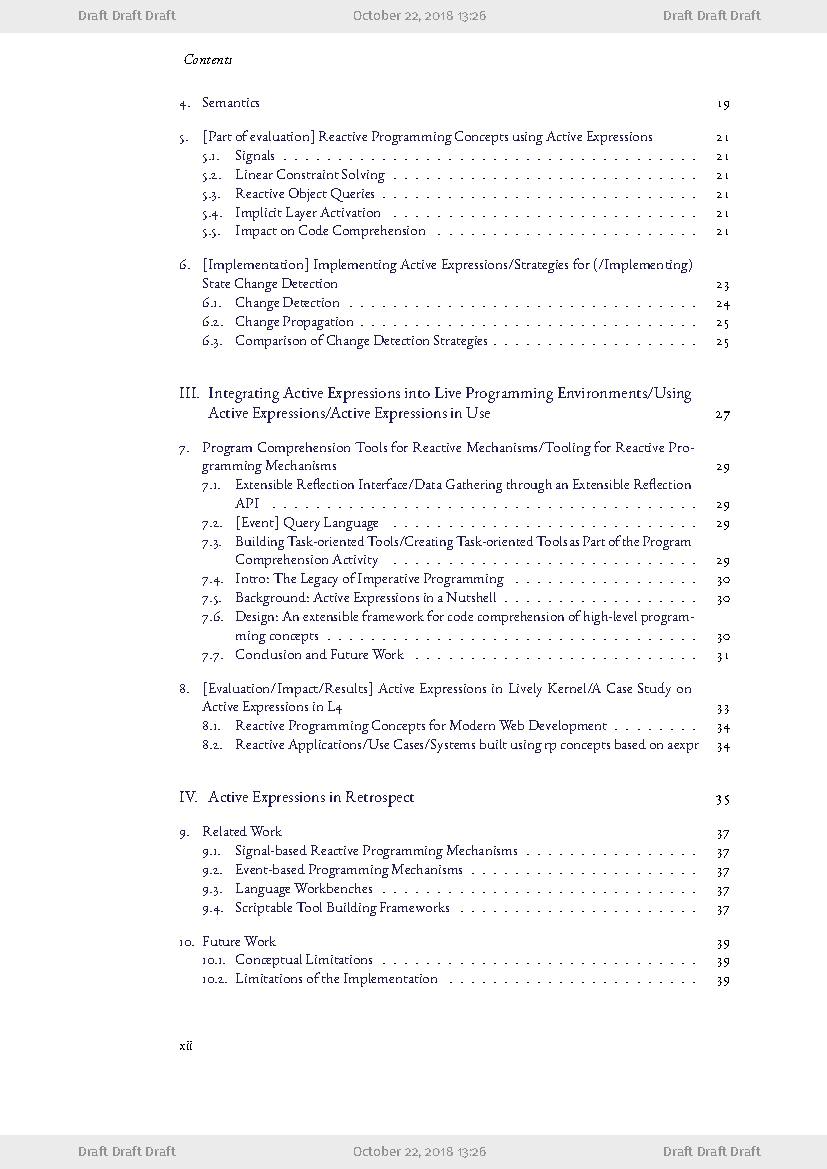 Draft Draft Draft October 22, 2018 13:26 Draft Draft Draft
Contents
4. Semantics 19
5. [Part of evaluation] Reactive Programming Concepts using Active Expressions 21
5.1. Signals . . . . . . . . . . . . . . . . . . . . . . . . . . . . . . . . . . . . . . 21
5.2. Linear Constraint Solving . . . . . . . . . . . . . . . . . . . . . . . . . . . . 21
5.3. Reactive Object Queries . . . . . . . . . . . . . . . . . . . . . . . . . . . . . 21
5.4. Implicit Layer Activation . . . . . . . . . . . . . . . . . . . . . . . . . . . . 21
5.5. Impact on Code Comprehension . . . . . . . . . . . . . . . . . . . . . . . . 21
6. [Implementation] Implementing Active Expressions/Strategies for (/Implementing)
State Change Detection 23
6.1. Change Detection . . . . . . . . . . . . . . . . . . . . . . . . . . . . . . . . 24
6.2. Change Propagation . . . . . . . . . . . . . . . . . . . . . . . . . . . . . . . 25
6.3. Comparison of Change Detection Strategies . . . . . . . . . . . . . . . . . . . 25
III. Integrating Active Expressions into Live Programming Environments/Using
Active Expressions/Active Expressions in Use 27
7. Program Comprehension Tools for Reactive Mechanisms/Tooling for Reactive Pro-
gramming Mechanisms 29
7.1. Extensible Reflection Interface/Data Gathering through an Extensible Reflection
API . . . . . . . . . . . . . . . . . . . . . . . . . . . . . . . . . . . . . . . 29
7.2. [Event] Query Language . . . . . . . . . . . . . . . . . . . . . . . . . . . . 29
7.3. Building Task-oriented Tools/Creating Task-oriented Tools as Part of the Program
Comprehension Activity . . . . . . . . . . . . . . . . . . . . . . . . . . . . 29
7.4. Intro: The Legacy of Imperative Programming . . . . . . . . . . . . . . . . . 30
7.5. Background: Active Expressions in a Nutshell . . . . . . . . . . . . . . . . . . 30
7.6. Design: An extensible framework for code comprehension of high-level program-
ming concepts . . . . . . . . . . . . . . . . . . . . . . . . . . . . . . . . . . 30
7.7. Conclusion and Future Work . . . . . . . . . . . . . . . . . . . . . . . . . . 31
8. [Evaluation/Impact/Results] Active Expressions in Lively Kernel/A Case Study on
Active Expressions in L4 33
8.1. Reactive Programming Concepts for Modern Web Development . . . . . . . . 34
8.2. Reactive Applications/Use Cases/Systems built using rp concepts based on aexpr 34
IV. Active Expressions in Retrospect 35
9. Related Work 37
9.1. Signal-based Reactive Programming Mechanisms . . . . . . . . . . . . . . . . 37
9.2. Event-based Programming Mechanisms . . . . . . . . . . . . . . . . . . . . . 37
9.3. Language Workbenches . . . . . . . . . . . . . . . . . . . . . . . . . . . . . 37
9.4. Scriptable Tool Building Frameworks . . . . . . . . . . . . . . . . . . . . . . 37
10. Future Work 39
10.1. Conceptual Limitations . . . . . . . . . . . . . . . . . . . . . . . . . . . . . 39
10.2. Limitations of the Implementation . . . . . . . . . . . . . . . . . . . . . . . 39
xii
Draft Draft Draft October 22, 2018 13:26 Draft Draft Draft